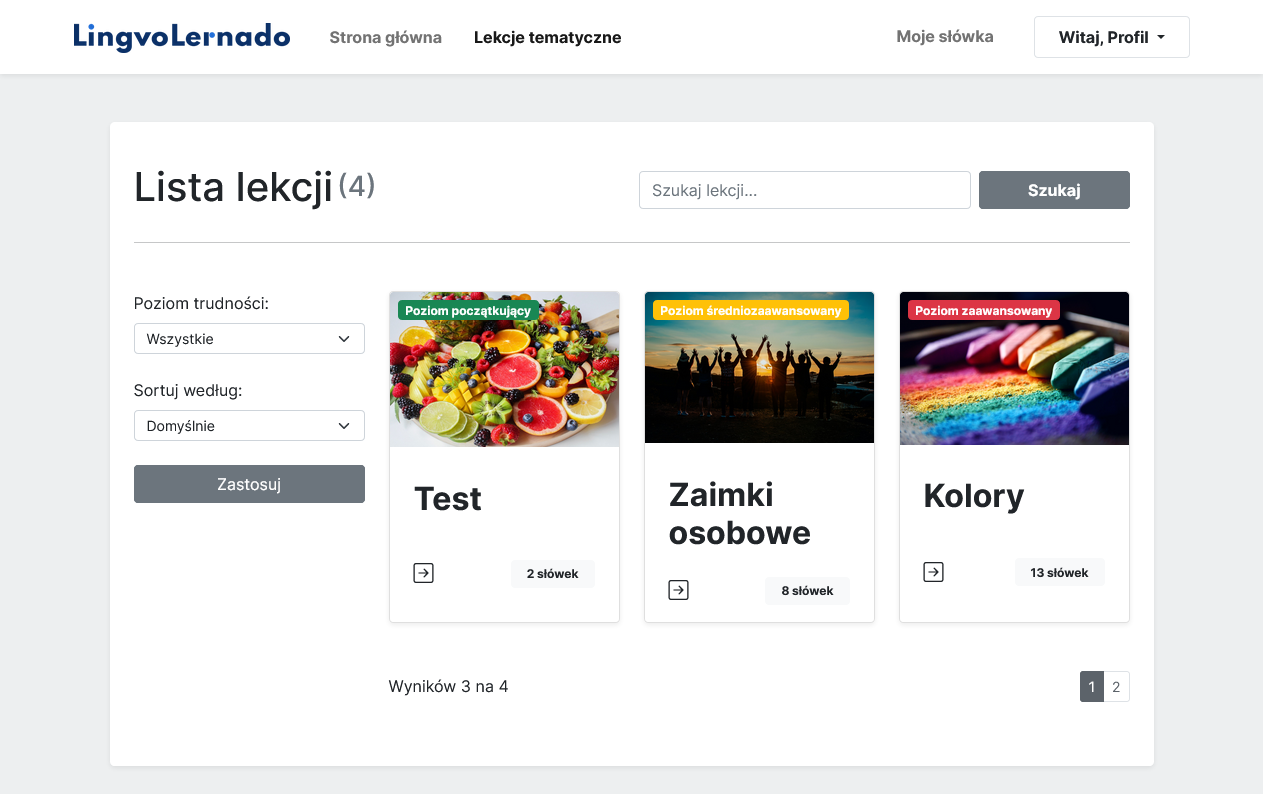 LingvoLernado
Strona główna
Lekcje tematyczne
Moje słówka
Witaj, Profil
Lista lekcji (4)
Szukaj lekcji...
Szukaj
Poziom trudności:
Wszystkie
Sortuj według:
Domyślnie
Zastosuj
Poziom początkujący
Test
2 słówek
Poziom średniozaawansowany
Zaimki
osobowe
8 słówek
Poziom zaawansowany
Kolory
13 słówek
Wyników 3 na 4
1 2